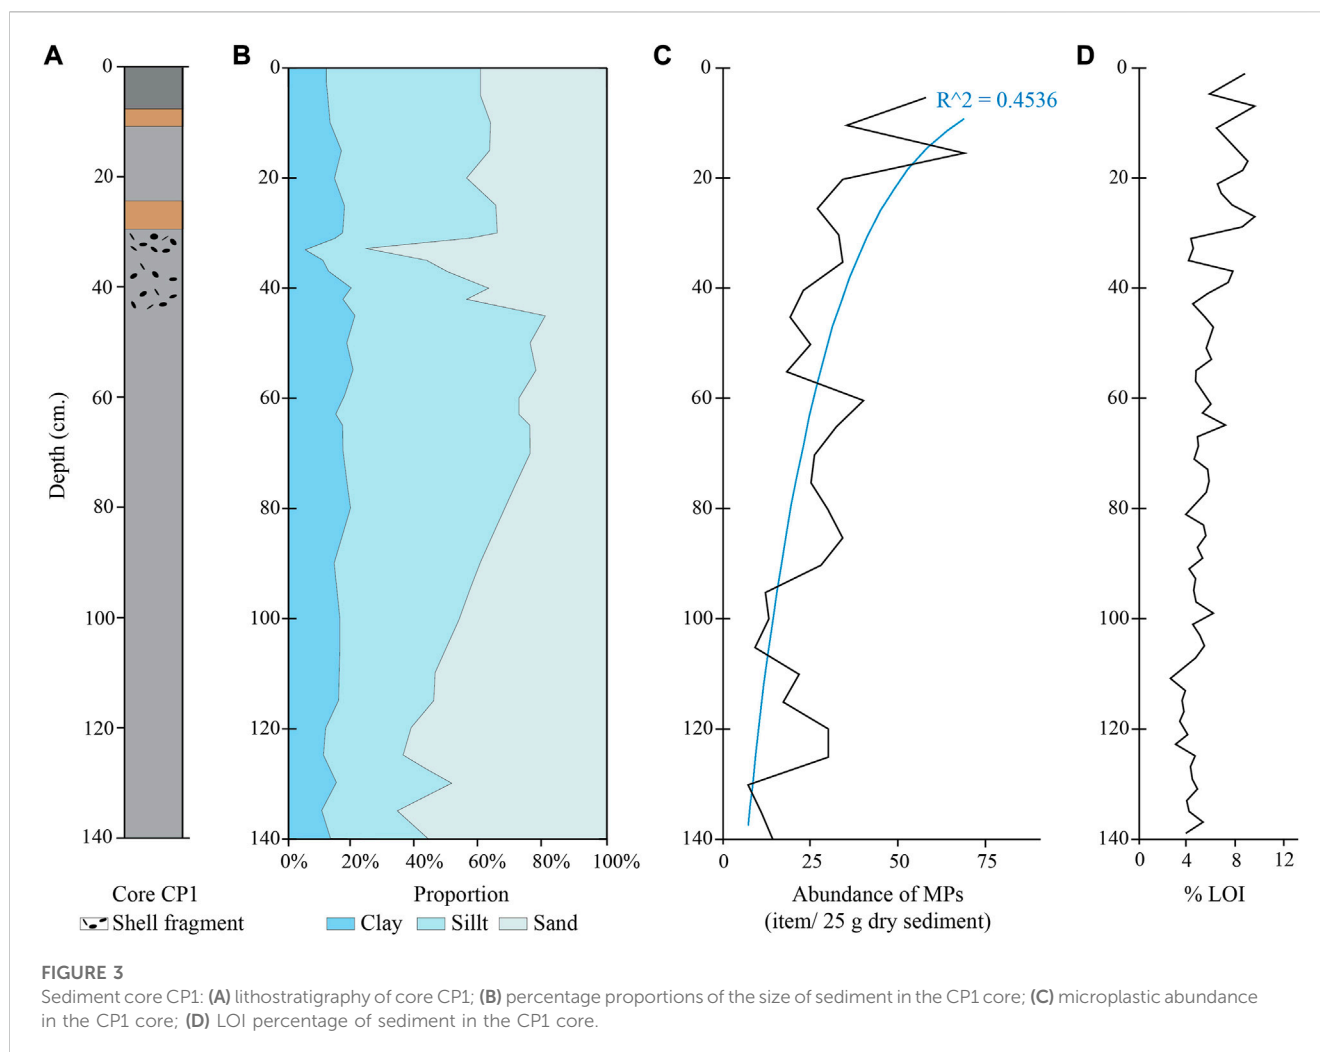 A
B
C
D
0
20
40
60
80
100
120
140
Depth (cm.)
Core CP1
Shell fragment
0
20
40
60
80
100
120
140
0% 20% 40% 60% 80% 100%
Proportion
Clay Sillt Sand
0
20
40
60
80
100
120
140
R^2 = 0.4536
0 25 50 75
Abundance of MPs
(item/ 25 g dry sediment)
0
20
40
60
80
100
120
140
0 4 8 12
% LOI
FIGURE 3
Sediment core CP1: (A) lithostratigraphy of core CP1; (B) percentage proportions of the size of sediment in the CP1 core; (C) microplastic abundance
in the CP1 core; (D) LOI percentage of sediment in the CP1 core.